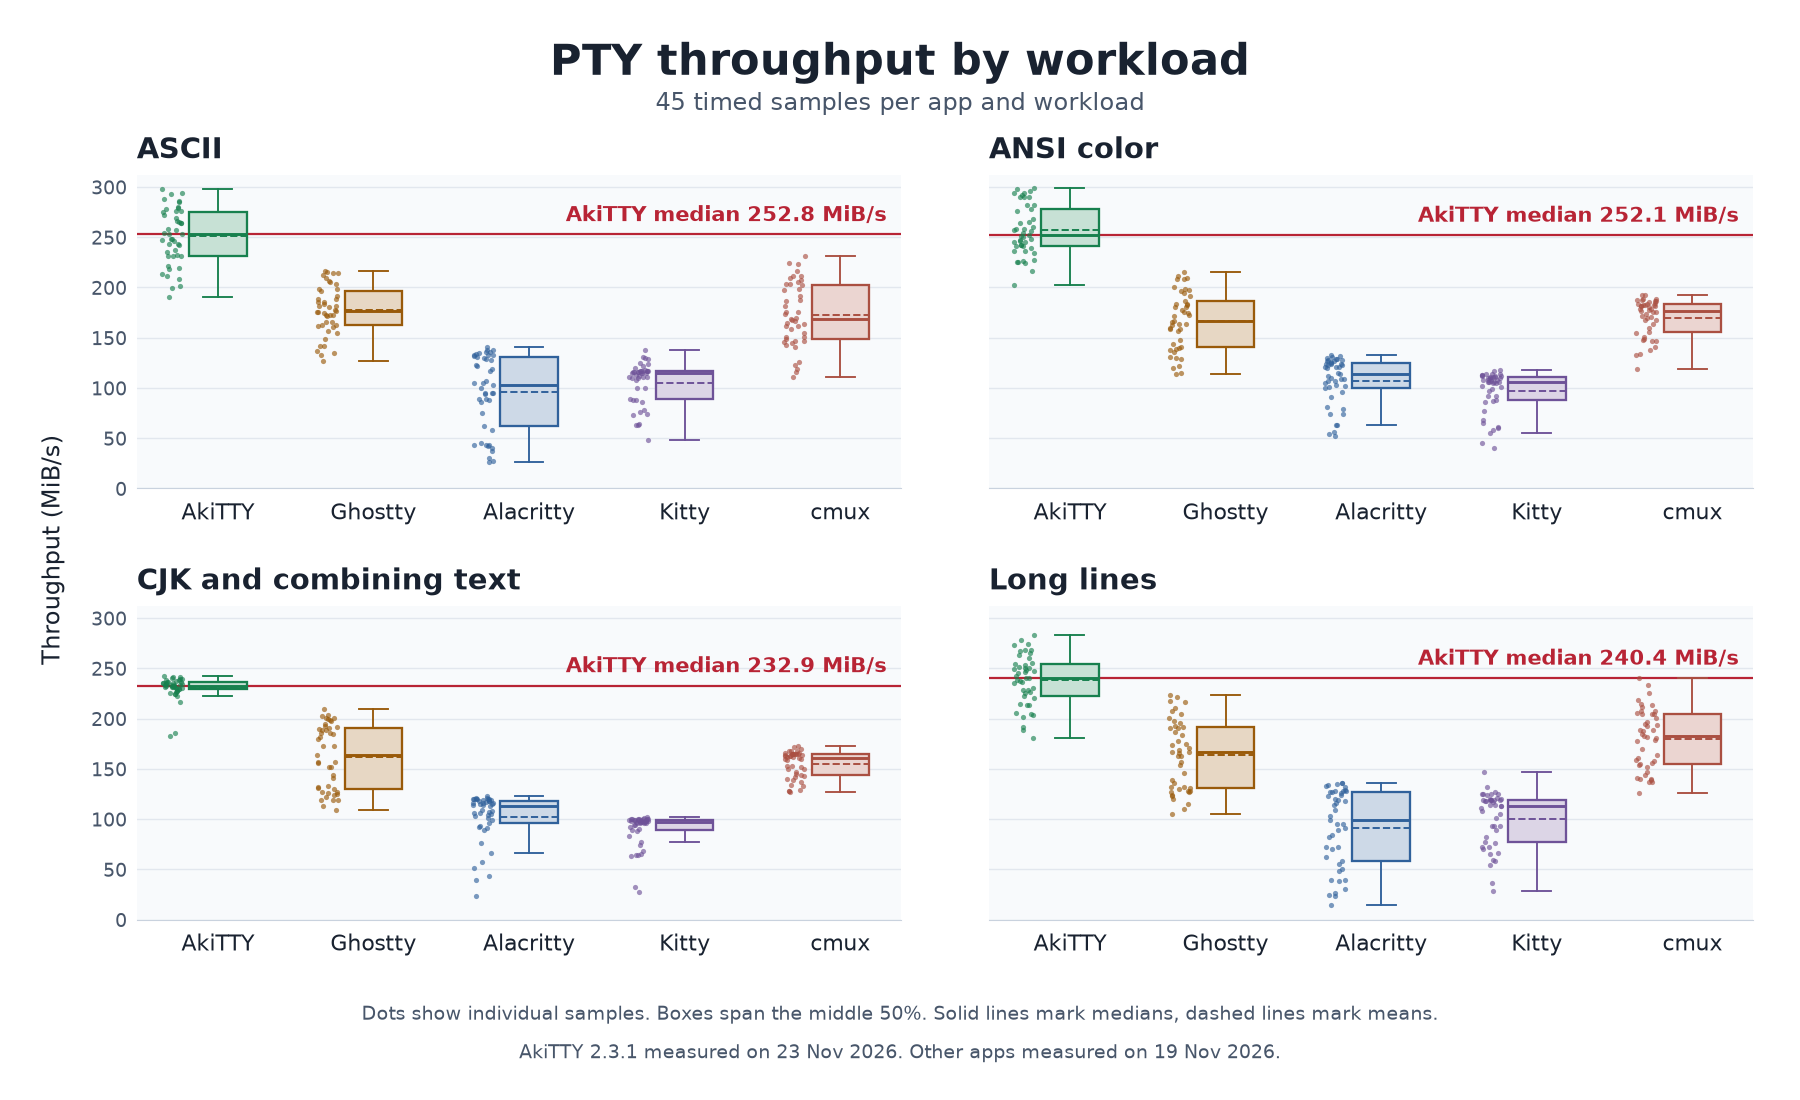 PTY throughput by workload
45 timed samples per app and workload
ASCII
ANSI color
Throughput (MiB/s)
300
250
200
150
100
50
0
AkiTTY median 252.8 MiB/s
AkiTTY median 252.1 MiB/s
AkiTTY Ghostty Alacritty Kitty cmux
AkiTTY Ghostty Alacritty Kitty cmux
CJK and combining text
Long lines
300
250
200
150
100
50
0
AkiTTY median 232.9 MiB/s
AkiTTY median 240.4 MiB/s
AkiTTY Ghostty Alacritty Kitty cmux
AkiTTY Ghostty Alacritty Kitty cmux
Dots show individual samples. Boxes span the middle 50%. Solid lines mark medians, dashed lines mark means.
AkiTTY 2.3.1 measured on 23 Nov 2026. Other apps measured on 19 Nov 2026.